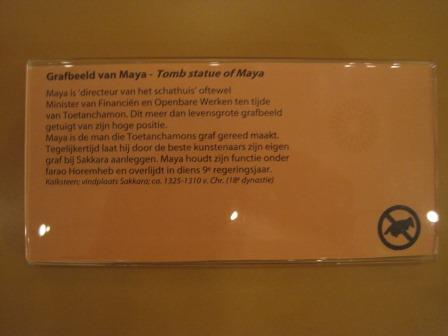 Grafbeeld van Maya - Tomb statue of Maya
Maya is 'directeur van het schathuis' oftewel
Minister van Financiën en Openbare Werken ten tijde
van Toetanchamon. Dit meer dan levensgrote grafbeeld
getuigt van zijn hoge positie.
Maya is de man die Toetanchamons graf gereed maakt.
Tegelijkertijd laat hij door de beste kunstenaars zijn eigen
graf bij Sakkara aanleggen. Maya houdt zijn functie onder
farao Horemheb en overlijdt in diens 9e regeringsjaar.
Kalksteen; vindplaats Sakkara; ca. 1325-1310 v. Chr. (18e dynastie)